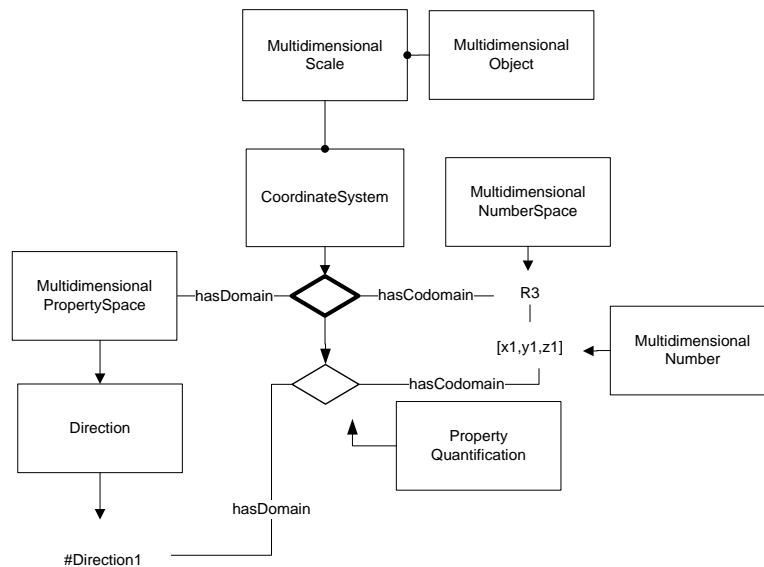 Multidimensional
Scale
Multidimensional
Object
CoordinateSystem
Multidimensional
NumberSpace
Multidimensional
PropertySpace
hasDomain
hasCodomain
R3
[x1,y1,z1]
Multidimensional
Number
hasCodomain
Direction
Property
Quantification
hasDomain
#Direction1